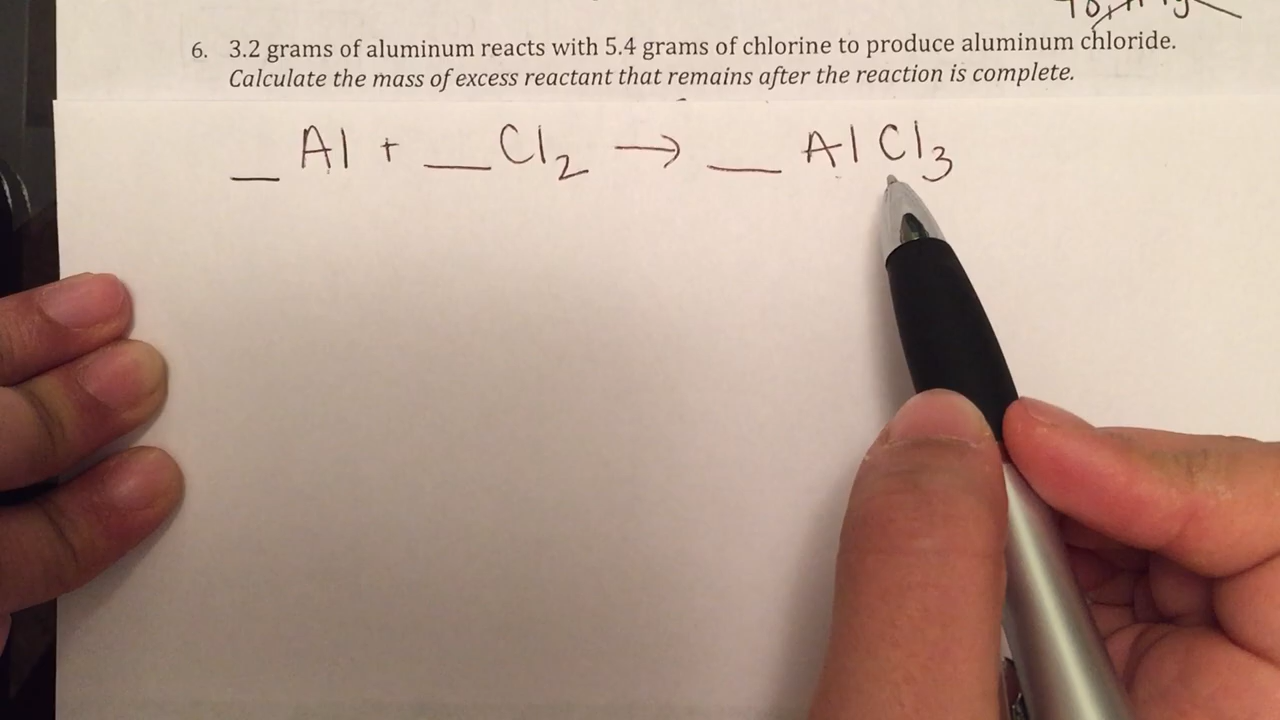 6. 3.2 grams of aluminum reacts with 5.4 grams of chlorine to produce aluminum chloride.
Calculate the mass of excess reactant that remains after the reaction is complete.
__ Al + __ Cl₂ → __ AlCl₃